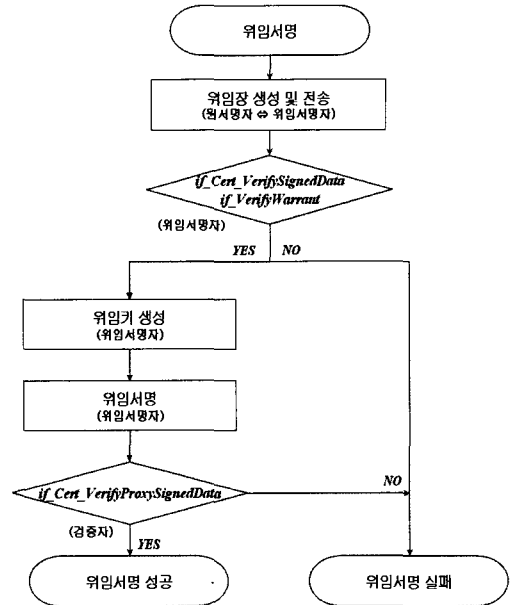 위임서명
위임장 생성 및 전송
(원서명자 ⇔ 위임서명자)
if_Cert_VerifySignedData
if_VerifyWarrant
(위임서명자)
YES NO
위임키 생성
(위임서명자)
위임서명
(위임서명자)
if_Cert_VerifyProxySignedData
NO
(검증자)
YES
위임서명 성공
위임서명 실패